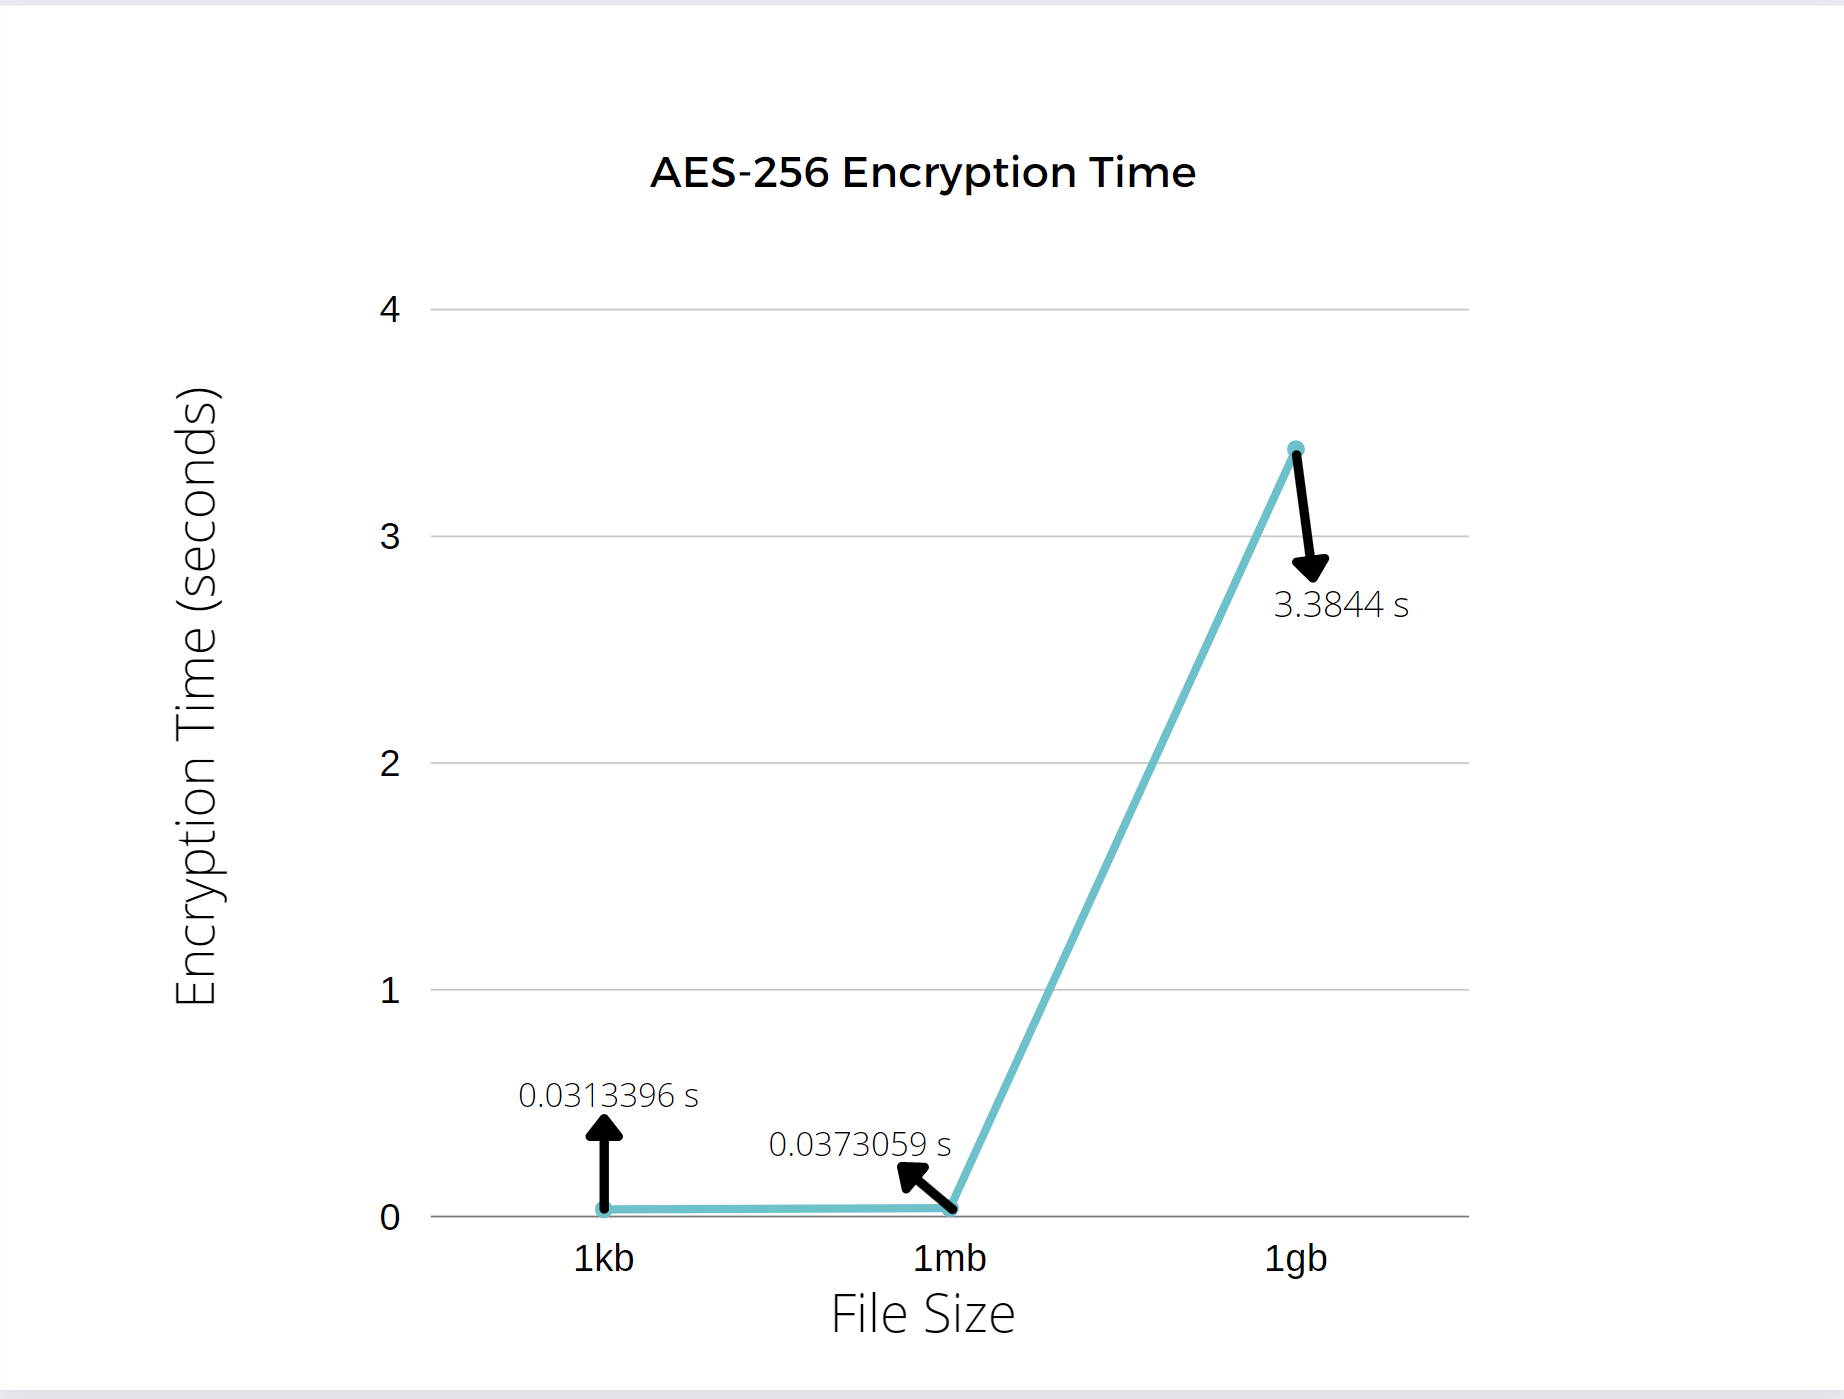 AES-256 Encryption Time
Encryption Time (seconds)
4
3
2
1
0
3.3844 s
0.0313396 s
0.0373059 s
1kb
1mb
1gb
File Size